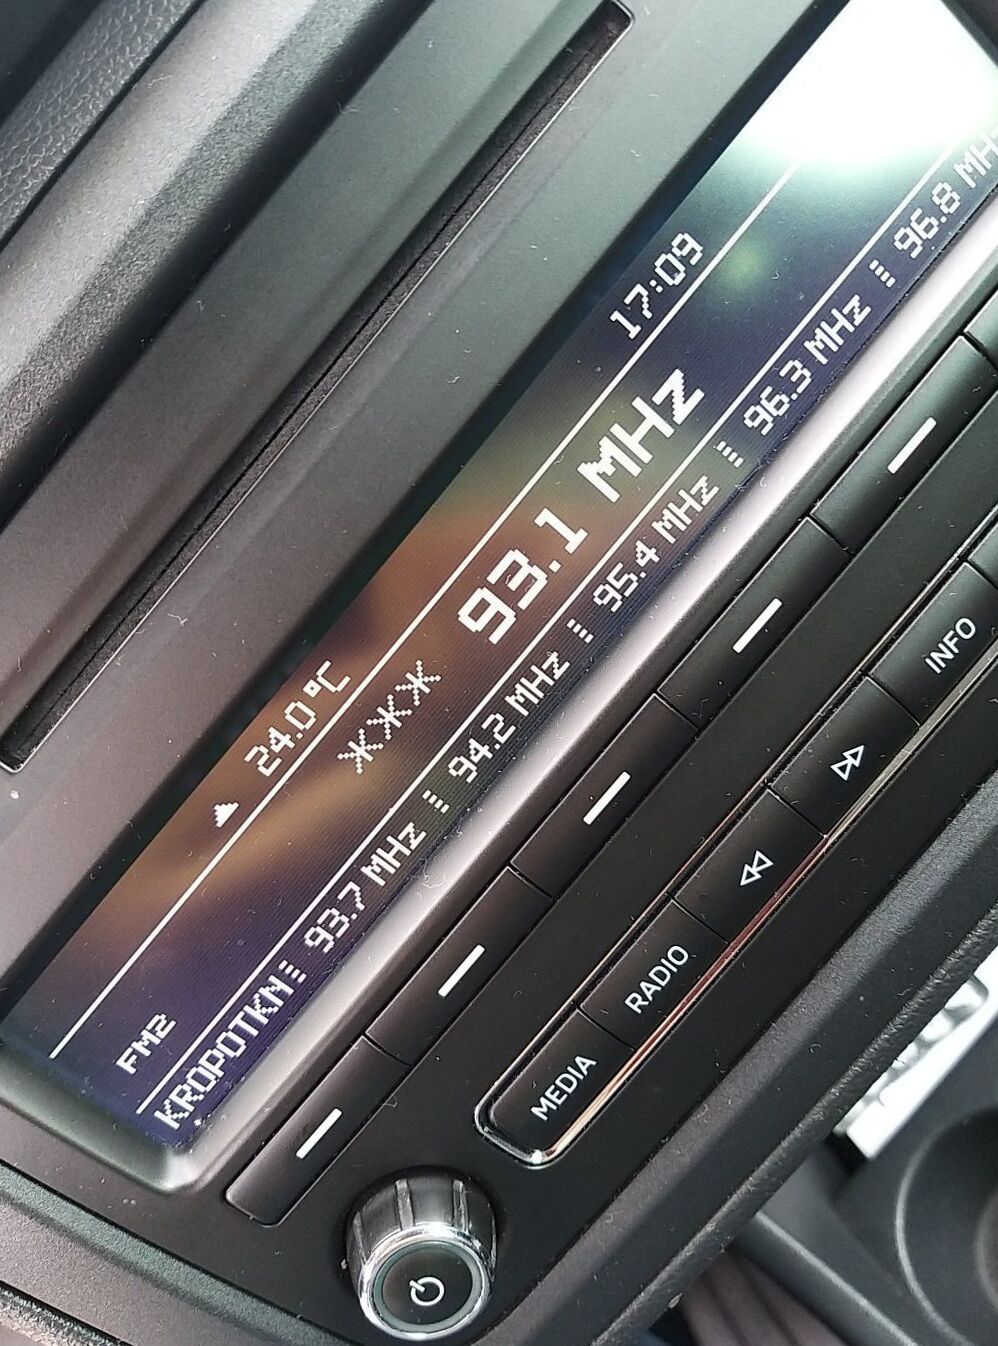 24.0°C 17:09
FM2 *** 93.1 MHz
KROPOTKN 93.7 MHz 94.2 MHz 95.4 MHz 96.3 MHz 96.8 MHz
MEDIA RADIO INFO